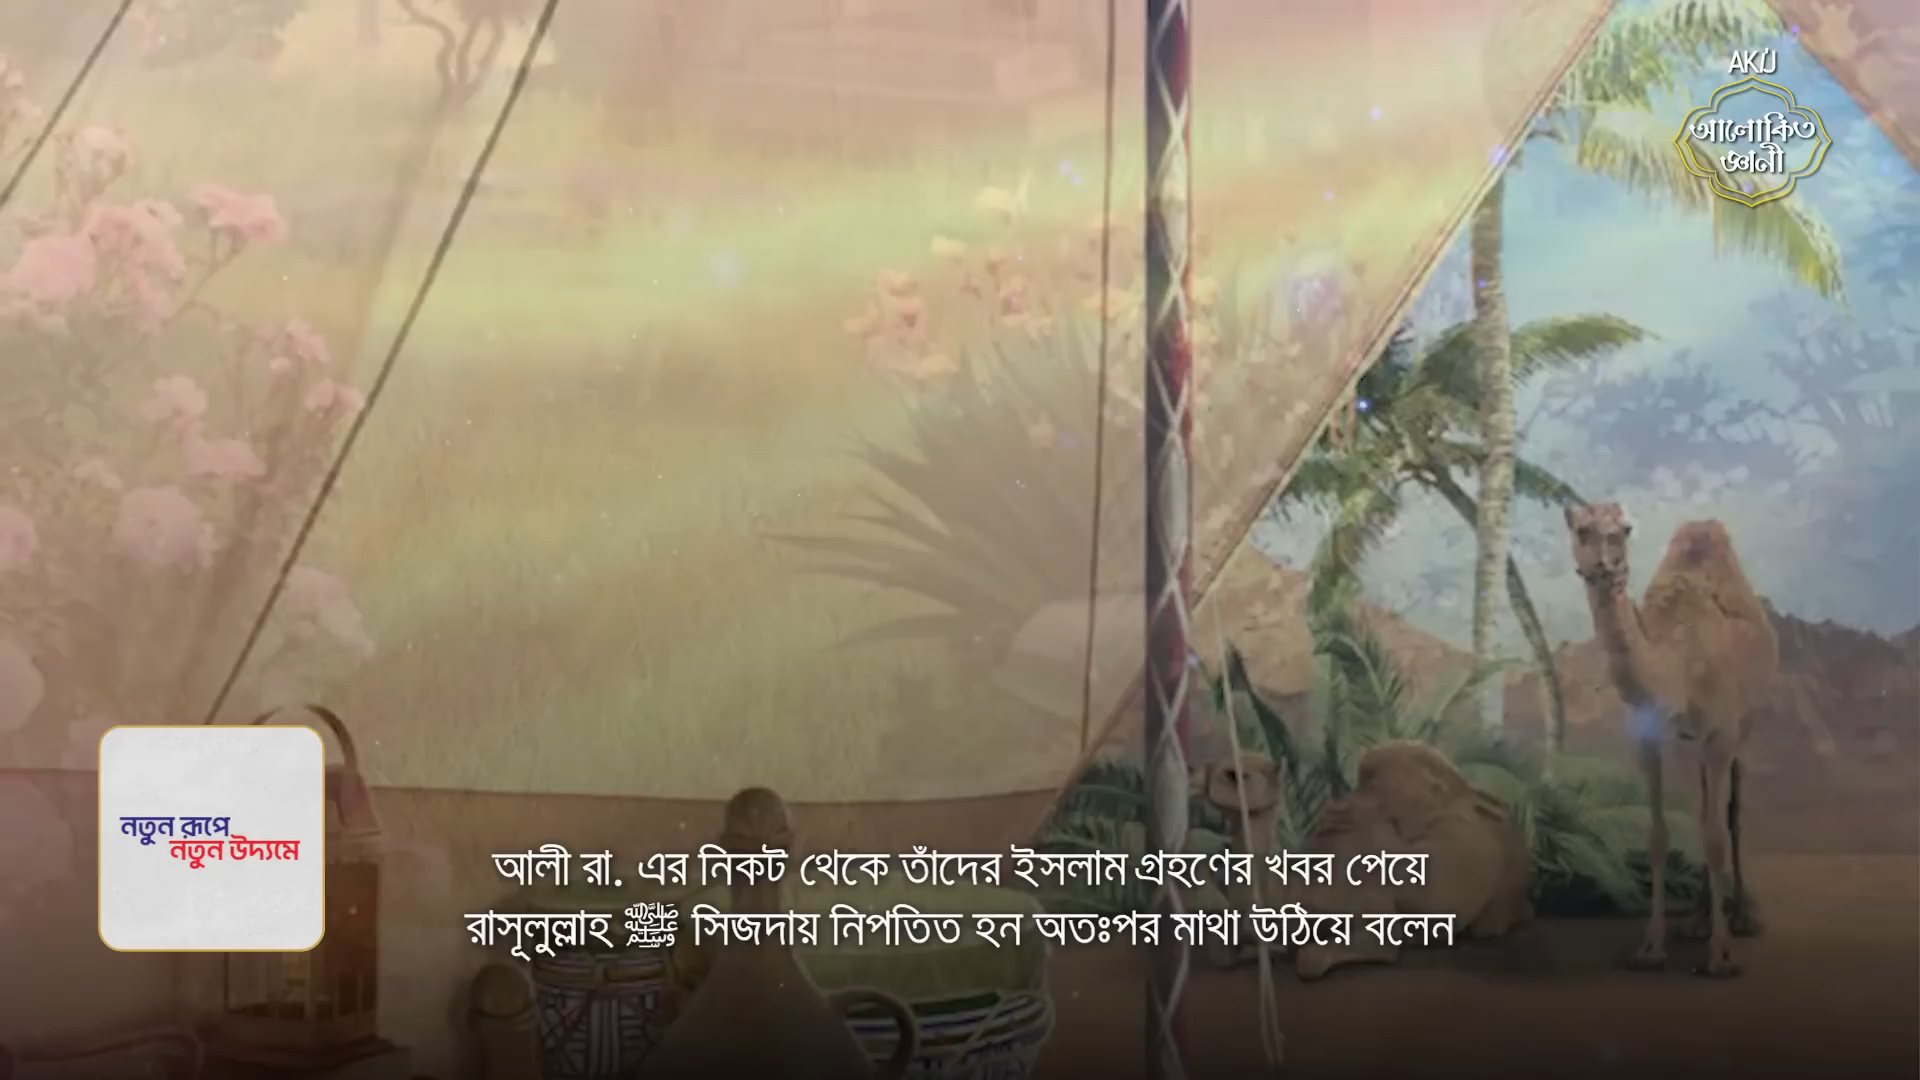 AKIJ
আলোকিত
জ্ঞানী
নতুন রূপে
নতুন উদ্যমে
আলী রা. এর নিকট থেকে তাঁদের ইসলাম গ্রহণের খবর পেয়ে
রাসূলুল্লাহ ﷺ সিজদায় নিপতিত হন অতঃপর মাথা উঠিয়ে বলেন